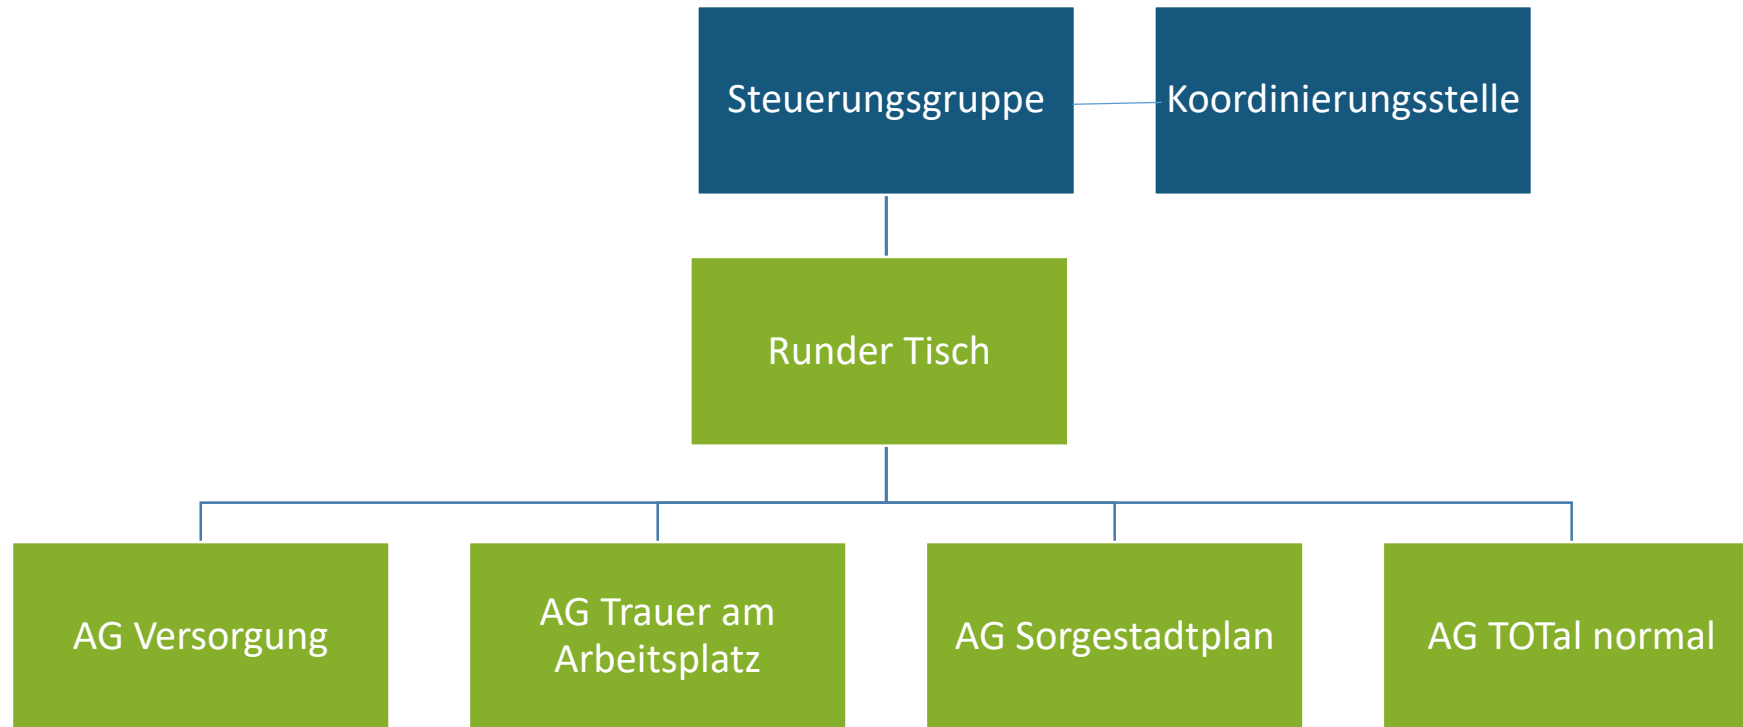 Steuerungsgruppe
Koordinierungsstelle
Runder Tisch
AG Versorgung
AG Trauer am
Arbeitsplatz
AG Sorgestadtplan
AG TOTal normal